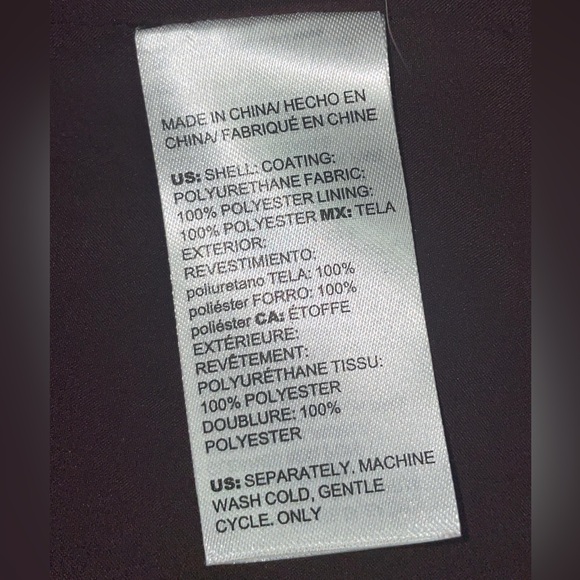 MADE IN CHINA/ HECHO EN
CHINA/ FABRIQUÉ EN CHINE
US: SHELL: COATING:
POLYURETHANE FABRIC:
100% POLYESTER LINING:
100% POLYESTER MX: TELA
EXTERIOR:
REVESTIMIENTO:
poliuretano TELA: 100%
poliéster FORRO: 100%
poliéster CA: ÉTOFFE
EXTÉRIEURE:
REVÊTEMENT:
POLYURÉTHANE TISSU:
100% POLYESTER
DOUBLURE: 100%
POLYESTER
US: SEPARATELY. MACHINE
WASH COLD, GENTLE
CYCLE. ONLY